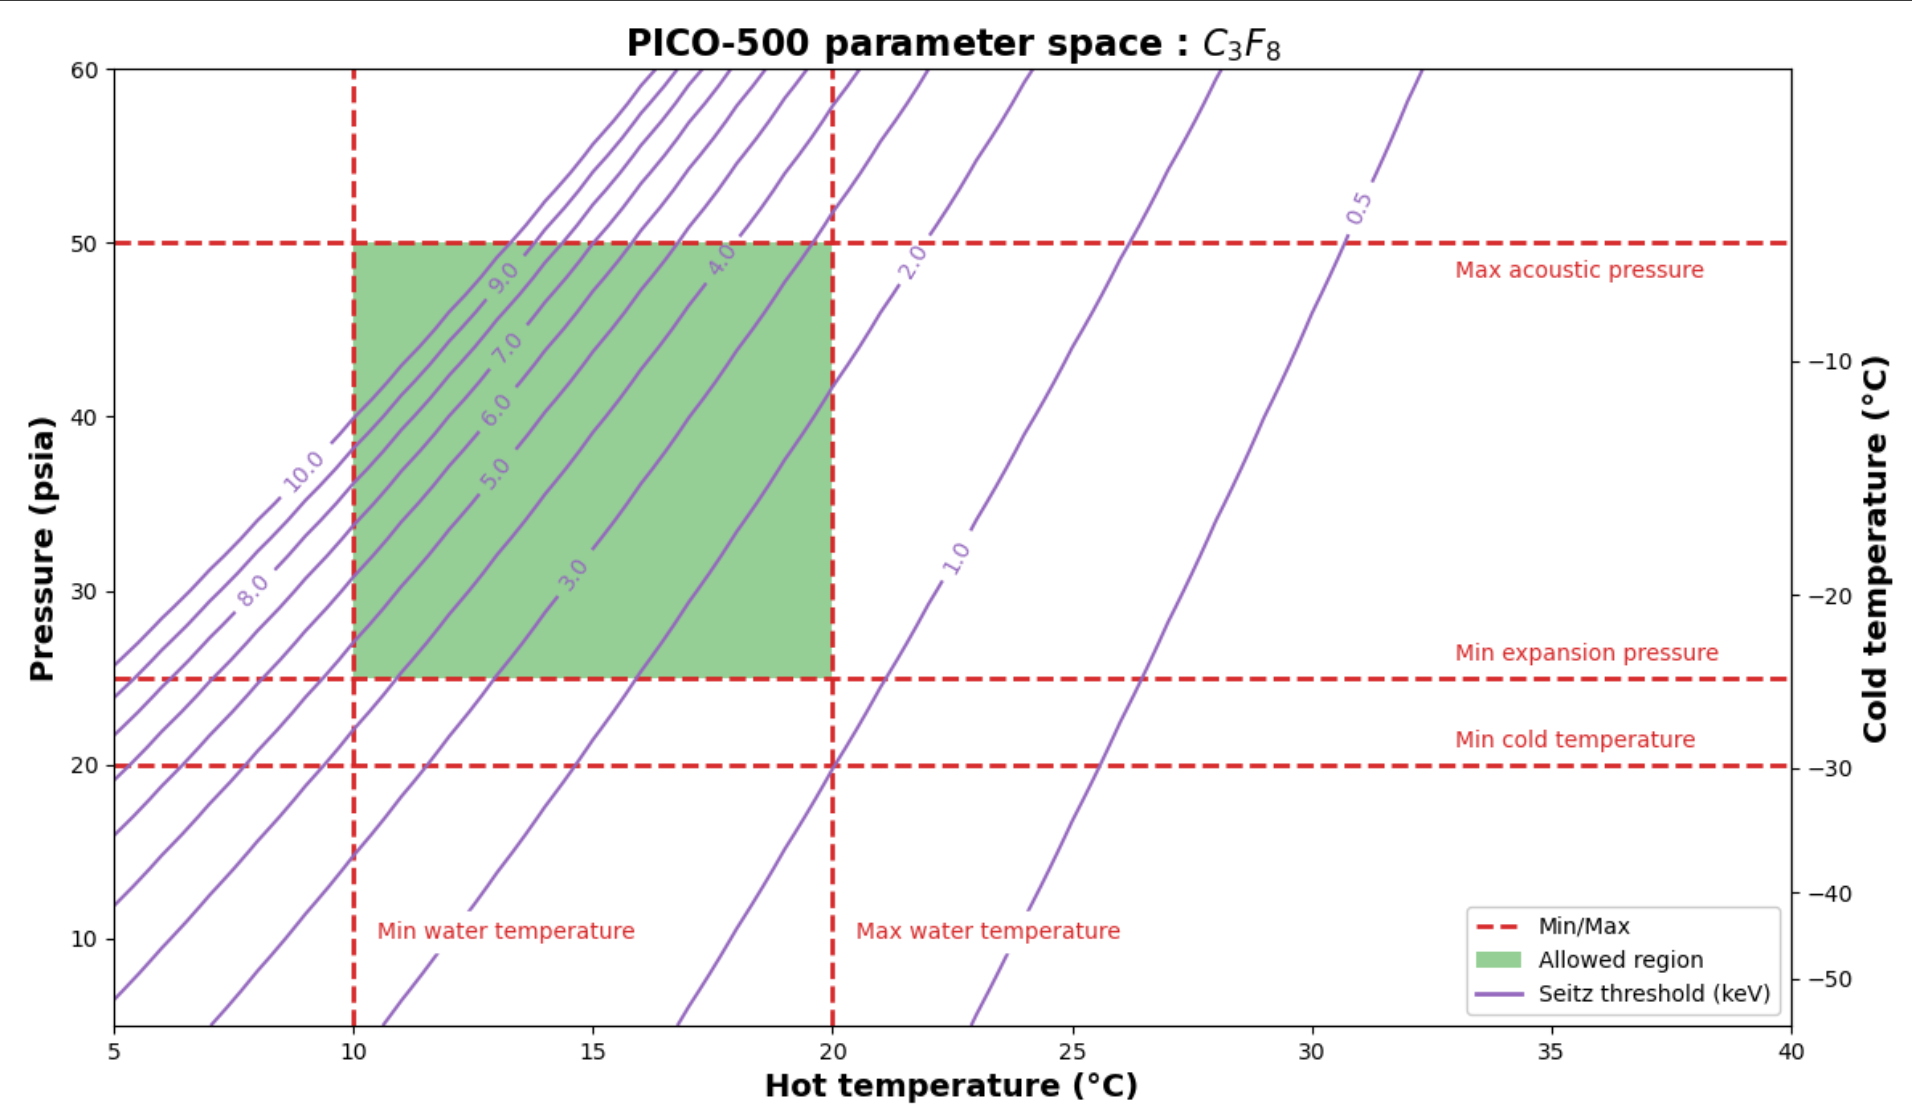 PICO-500 parameter space : C₃F₈
60
50
40
30
20
10
Pressure (psia)
10.0
9.0
8.0
7.0
6.0
5.0
4.0
3.0
2.0
1.0
0.5
Max acoustic pressure
Min expansion pressure
Min cold temperature
Min water temperature
Max water temperature
Min/Max
Allowed region
Seitz threshold (keV)
−10
−20
−30
−40
−50
Cold temperature (°C)
5
10
15
20
25
30
35
40
Hot temperature (°C)